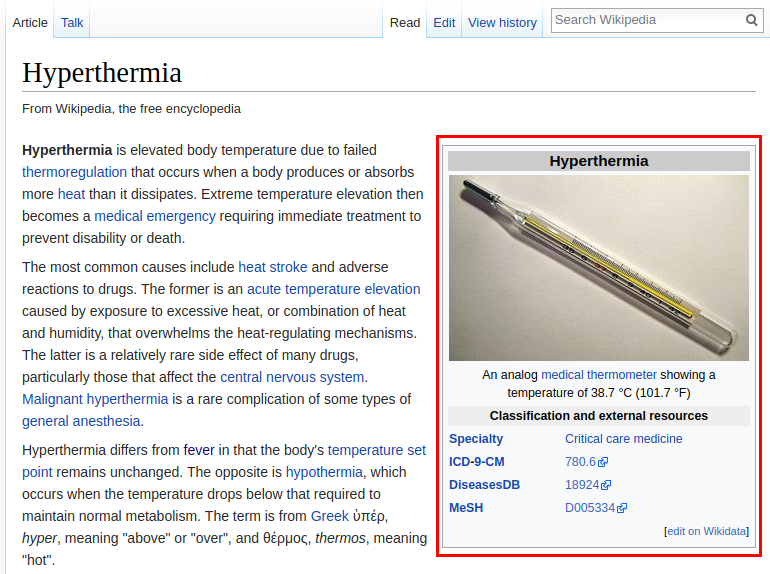 Article Talk Read Edit View history Search Wikipedia
Hyperthermia
From Wikipedia, the free encyclopedia
Hyperthermia is elevated body temperature due to failed
thermoregulation that occurs when a body produces or absorbs
more heat than it dissipates. Extreme temperature elevation then
becomes a medical emergency requiring immediate treatment to
prevent disability or death.
The most common causes include heat stroke and adverse
reactions to drugs. The former is an acute temperature elevation
caused by exposure to excessive heat, or combination of heat
and humidity, that overwhelms the heat-regulating mechanisms.
The latter is a relatively rare side effect of many drugs,
particularly those that affect the central nervous system.
Malignant hyperthermia is a rare complication of some types of
general anesthesia.
Hyperthermia differs from fever in that the body's temperature set
point remains unchanged. The opposite is hypothermia, which
occurs when the temperature drops below that required to
maintain normal metabolism. The term is from Greek ὑπέρ,
hyper, meaning "above" or "over", and θέρμος, thermos, meaning
"hot".
Hyperthermia
An analog medical thermometer showing a
temperature of 38.7 °C (101.7 °F)
Classification and external resources
Specialty Critical care medicine
ICD-9-CM 780.6
DiseasesDB 18924
MeSH D005334
[edit on Wikidata]